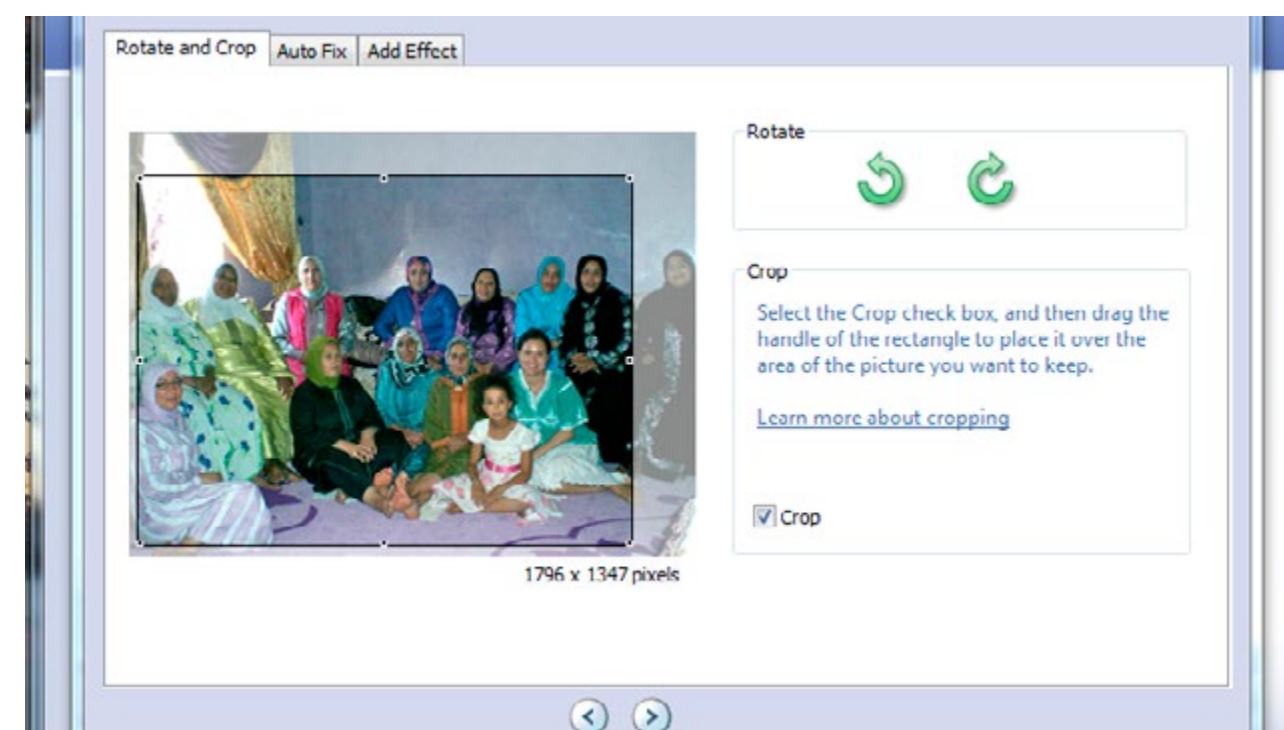 Rotate and Crop
Auto Fix
Add Effect
Rotate
Crop
Select the Crop check box, and then drag the
handle of the rectangle to place it over the
area of the picture you want to keep.
Learn more about cropping
Crop
1796 x 1347 pixels